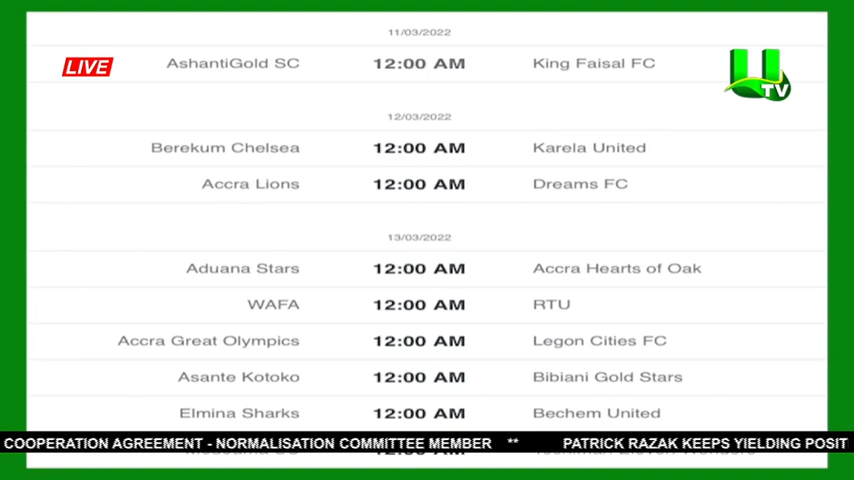 11/03/2022
LIVE
AshantiGold SC 12:00 AM King Faisal FC
U TV
12/03/2022
Berekum Chelsea 12:00 AM Karela United
Accra Lions 12:00 AM Dreams FC
13/03/2022
Aduana Stars 12:00 AM Accra Hearts of Oak
WAFA 12:00 AM RTU
Accra Great Olympics 12:00 AM Legon Cities FC
Asante Kotoko 12:00 AM Bibiani Gold Stars
Elmina Sharks 12:00 AM Bechem United
COOPERATION AGREEMENT - NORMALISATION COMMITTEE MEMBER ** PATRICK RAZAK KEEPS YIELDING POSIT
12:00 AM